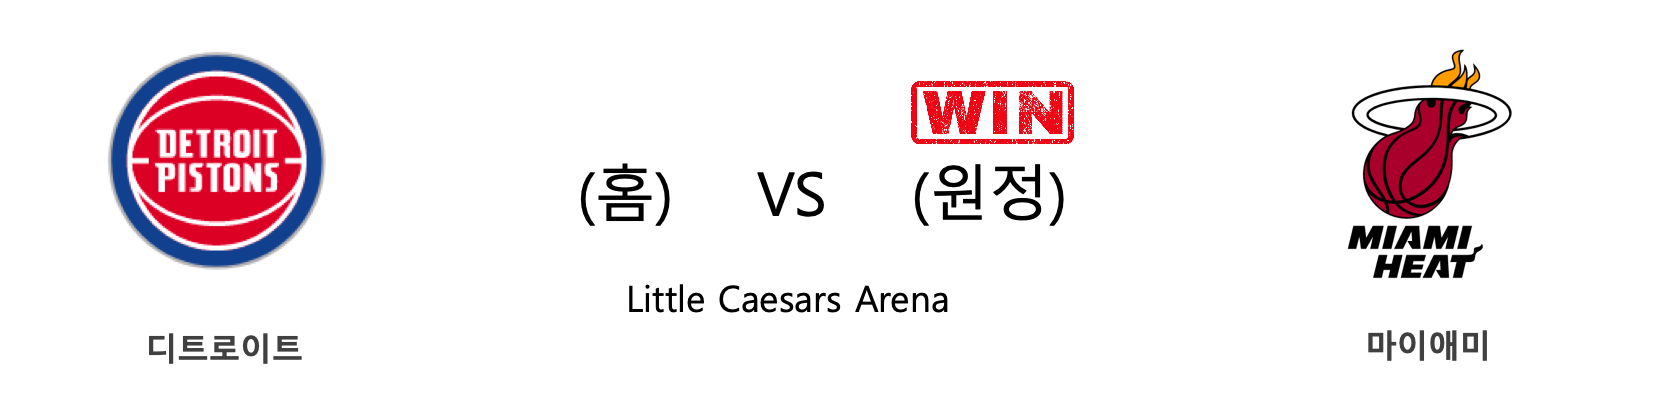 DETROIT
PISTONS
디트로이트
WIN
(홈) VS (원정)
Little Caesars Arena
MIAMI
HEAT
마이애미